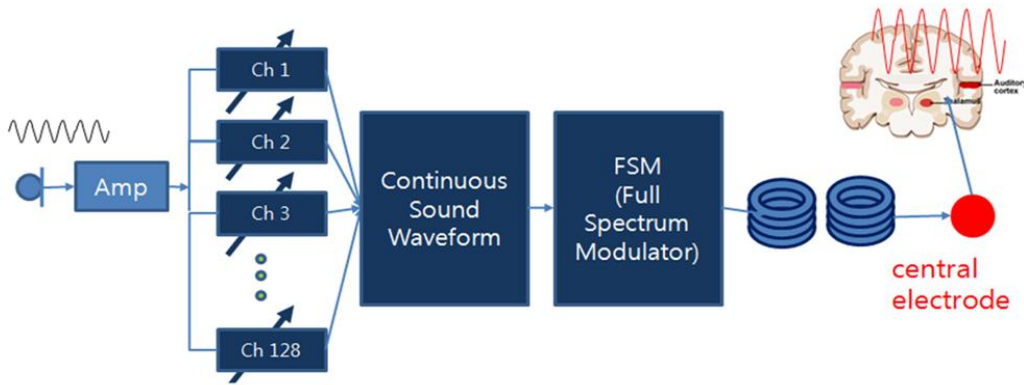 Amp
Ch 1
Ch 2
Ch 3
Ch 128
Continuous
Sound
Waveform
FSM
(Full
Spectrum
Modulator)
Auditory
cortex
thalamus
central
electrode